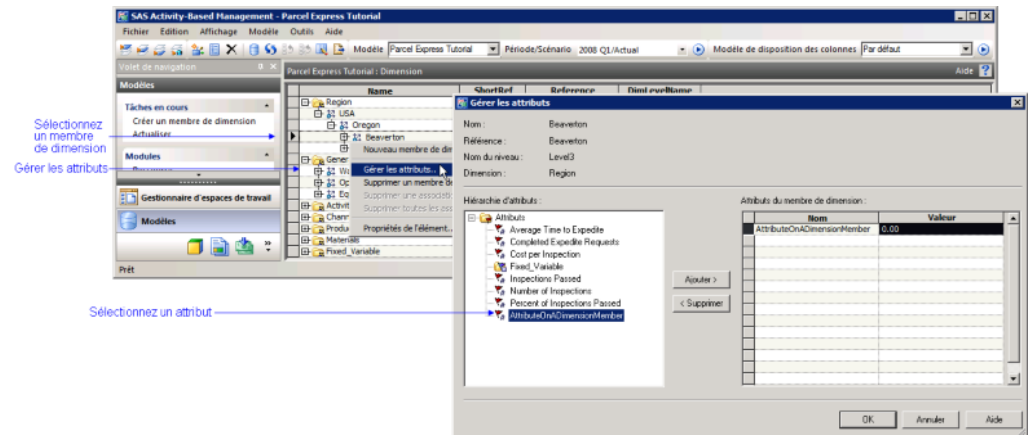 SAS Activity-Based Management - Parcel Express Tutorial
Fichier Edition Affichage Modèle Outils Aide
Modèle Parcel Express Tutorial Période/Scénario 2008 Q1/Actual Modèle de disposition des colonnes Par défaut
Volet de navigation
Parcel Express Tutorial : Dimension
Aide
Modèles
Name ShortRef Reference DimLevelName
Tâches en cours
Créer un membre de dimension
Actualiser
Modules
Gestionnaire d'espaces de travail
Modèles
Prêt
Region
USA
Oregon
Beaverton
Gener
Wa
Op
Eq
Activit
Chann
Produ
Materials
Fixed_Variable
Nouveau membre de dim
Gérer les attributs...
Supprimer un membre de
Supprimer une associati
Supprimer toutes les ass
Propriétés de l'élément...
Sélectionnez
un membre
de dimension
Gérer les attributs
Sélectionnez un attribut
Gérer les attributs
Nom : Beaverton
Référence : Beaverton
Nom du niveau : Level3
Dimension : Region
Hiérarchie d'attributs :
Attributs
Average Time to Expedite
Completed Expedite Requests
Cost per Inspection
Fixed_Variable
Inspections Passed
Number of Inspections
Percent of Inspections Passed
AttributeOnADimensionMember
Ajouter >
< Supprimer
Attributs du membre de dimension :
Nom Valeur
AttributeOnADimensionMember 0.00
OK Annuler Aide